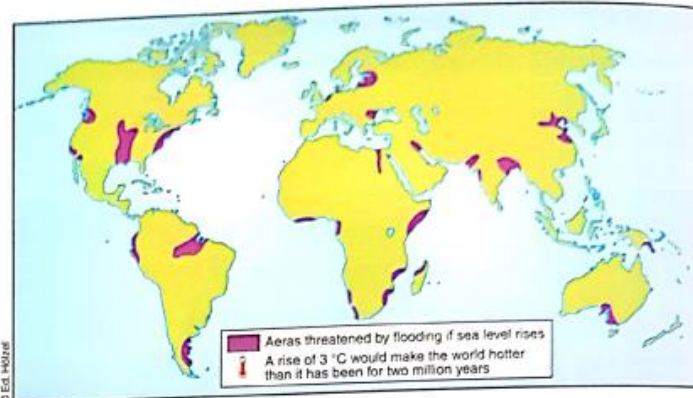 Aeras threatened by flooding if sea level rises
A rise of 3 °C would make the world hotter
than it has been for two million years
© Ed. Hölzel